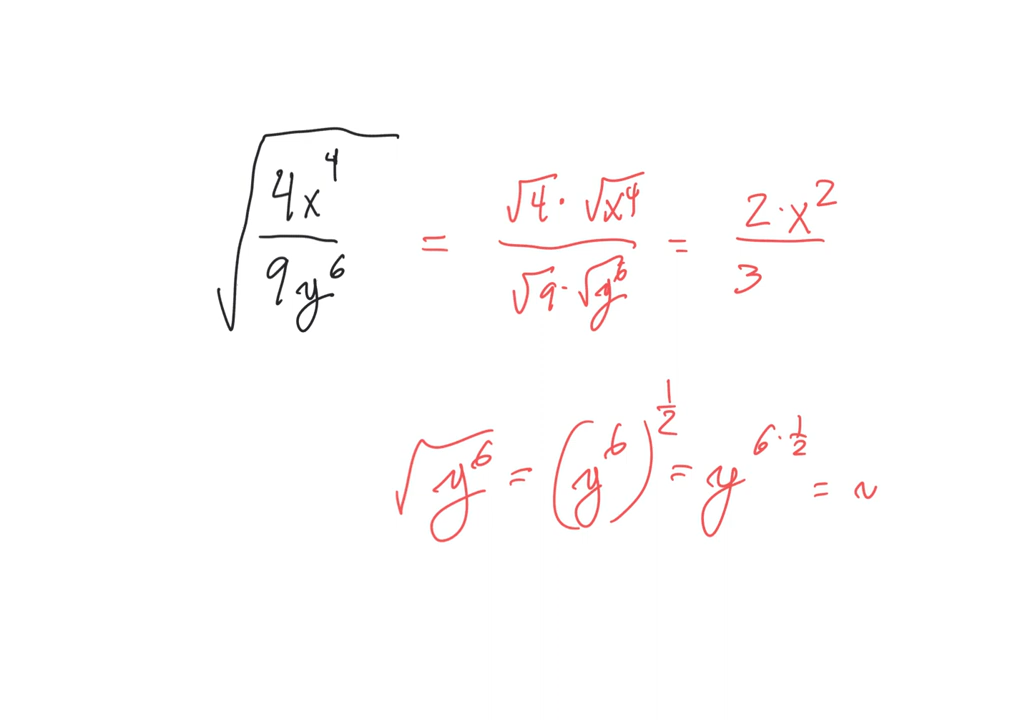 √(4x⁴/9y⁶) = (√4 · √x⁴)/(√9 · √y⁶) = (2 · x²)/3
√y⁶ = (y⁶)^(1/2) = y^(6 · 1/2) =